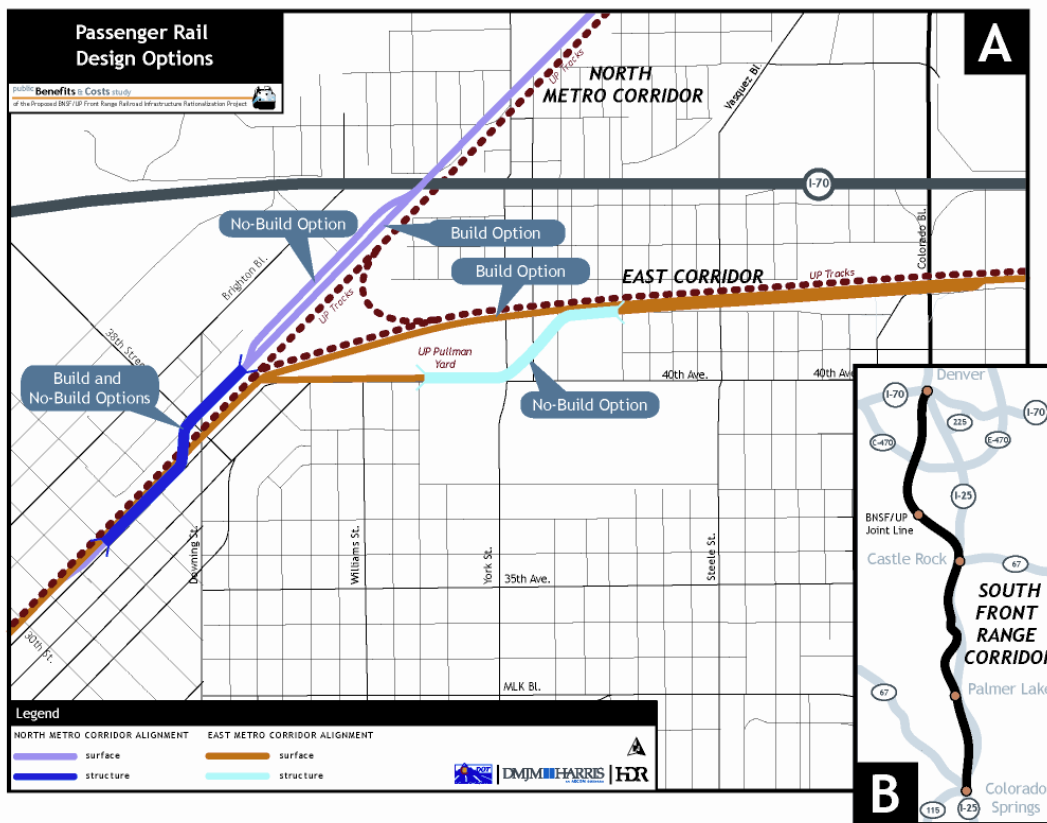 Passenger Rail
Design Options
public Benefits & Costs study
of the Proposed BNSF/UP Front Range Railroad Infrastructure Rationalization Project
A
UP Tracks
NORTH
METRO CORRIDOR
Vasquez Bl.
I-70
No-Build Option
Build Option
Colorado Bl.
Brighton Bl.
Build Option
EAST CORRIDOR
UP Tracks
UP Tracks
38th Street
UP Pullman
Yard
40th Ave.
40th Ave.
Build and
No-Build Options
No-Build Option
Downing St.
Williams St.
York St.
Steele St.
35th Ave.
30th St.
MLK Bl.
Legend
NORTH METRO CORRIDOR ALIGNMENT
surface
structure
EAST METRO CORRIDOR ALIGNMENT
surface
structure
DOT
DMJM HARRIS
HDR
Denver
I-70
I-70
225
C-470
E-470
I-25
BNSF/UP
Joint Line
Castle Rock
67
SOUTH
FRONT
RANGE
CORRIDOR
67
Palmer Lake
B
Colorado
Springs
115
I-25